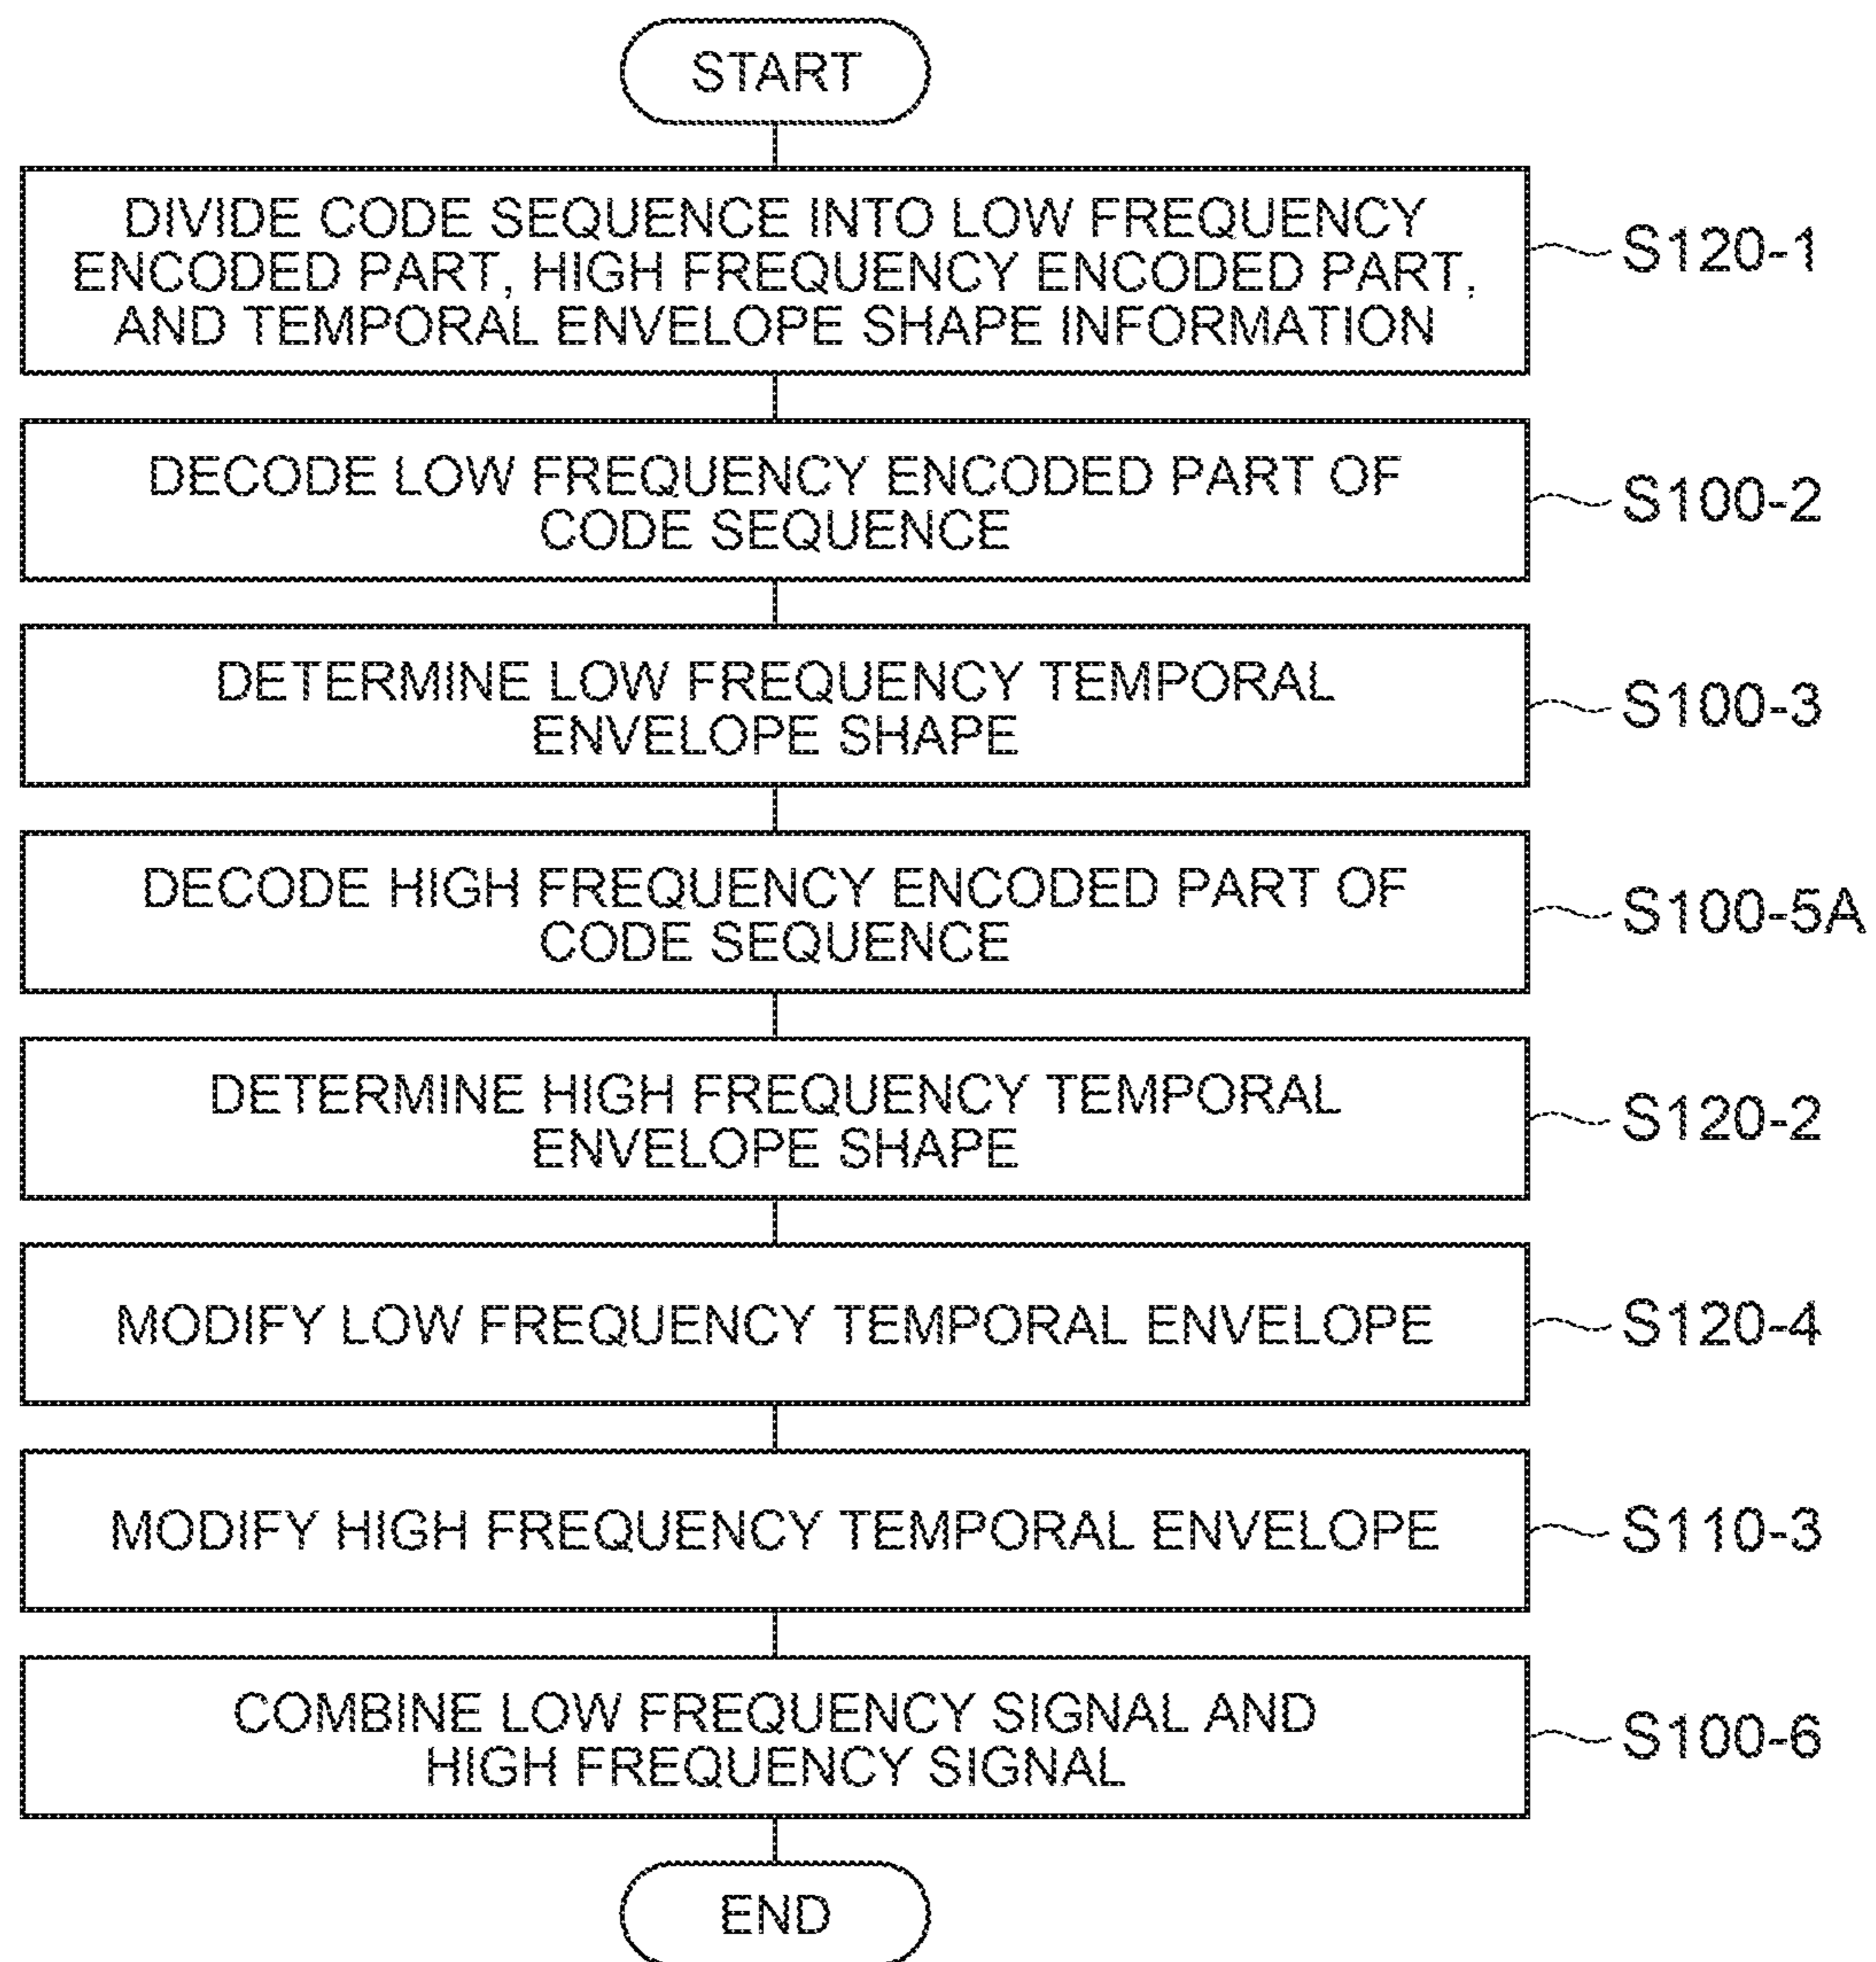 START
DIVIDE CODE SEQUENCE INTO LOW FREQUENCY
ENCODED PART, HIGH FREQUENCY ENCODED PART,
AND TEMPORAL ENVELOPE SHAPE INFORMATION
S120-1
DECODE LOW FREQUENCY ENCODED PART OF
CODE SEQUENCE
S100-2
DETERMINE LOW FREQUENCY TEMPORAL
ENVELOPE SHAPE
S100-3
DECODE HIGH FREQUENCY ENCODED PART OF
CODE SEQUENCE
S100-5A
DETERMINE HIGH FREQUENCY TEMPORAL
ENVELOPE SHAPE
S120-2
MODIFY LOW FREQUENCY TEMPORAL ENVELOPE
S120-4
MODIFY HIGH FREQUENCY TEMPORAL ENVELOPE
S110-3
COMBINE LOW FREQUENCY SIGNAL AND
HIGH FREQUENCY SIGNAL
S100-6
END